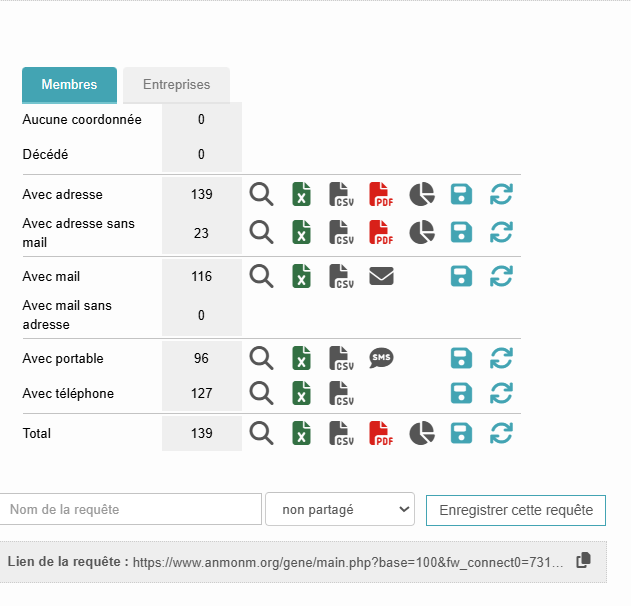 Membres Entreprises
Aucune coordonnée 0
Décédé 0
Avec adresse 139 X CSV PDF
Avec adresse sans
mail 23 X CSV PDF
Avec mail 116 X CSV
Avec mail sans
adresse 0
Avec portable 96 X CSV SMS
Avec téléphone 127 X CSV
Total 139 X CSV PDF
Nom de la requête non partagé Enregistrer cette requête
Lien de la requête : https://www.anmonm.org/gene/main.php?base=100&fw_connect0=731...